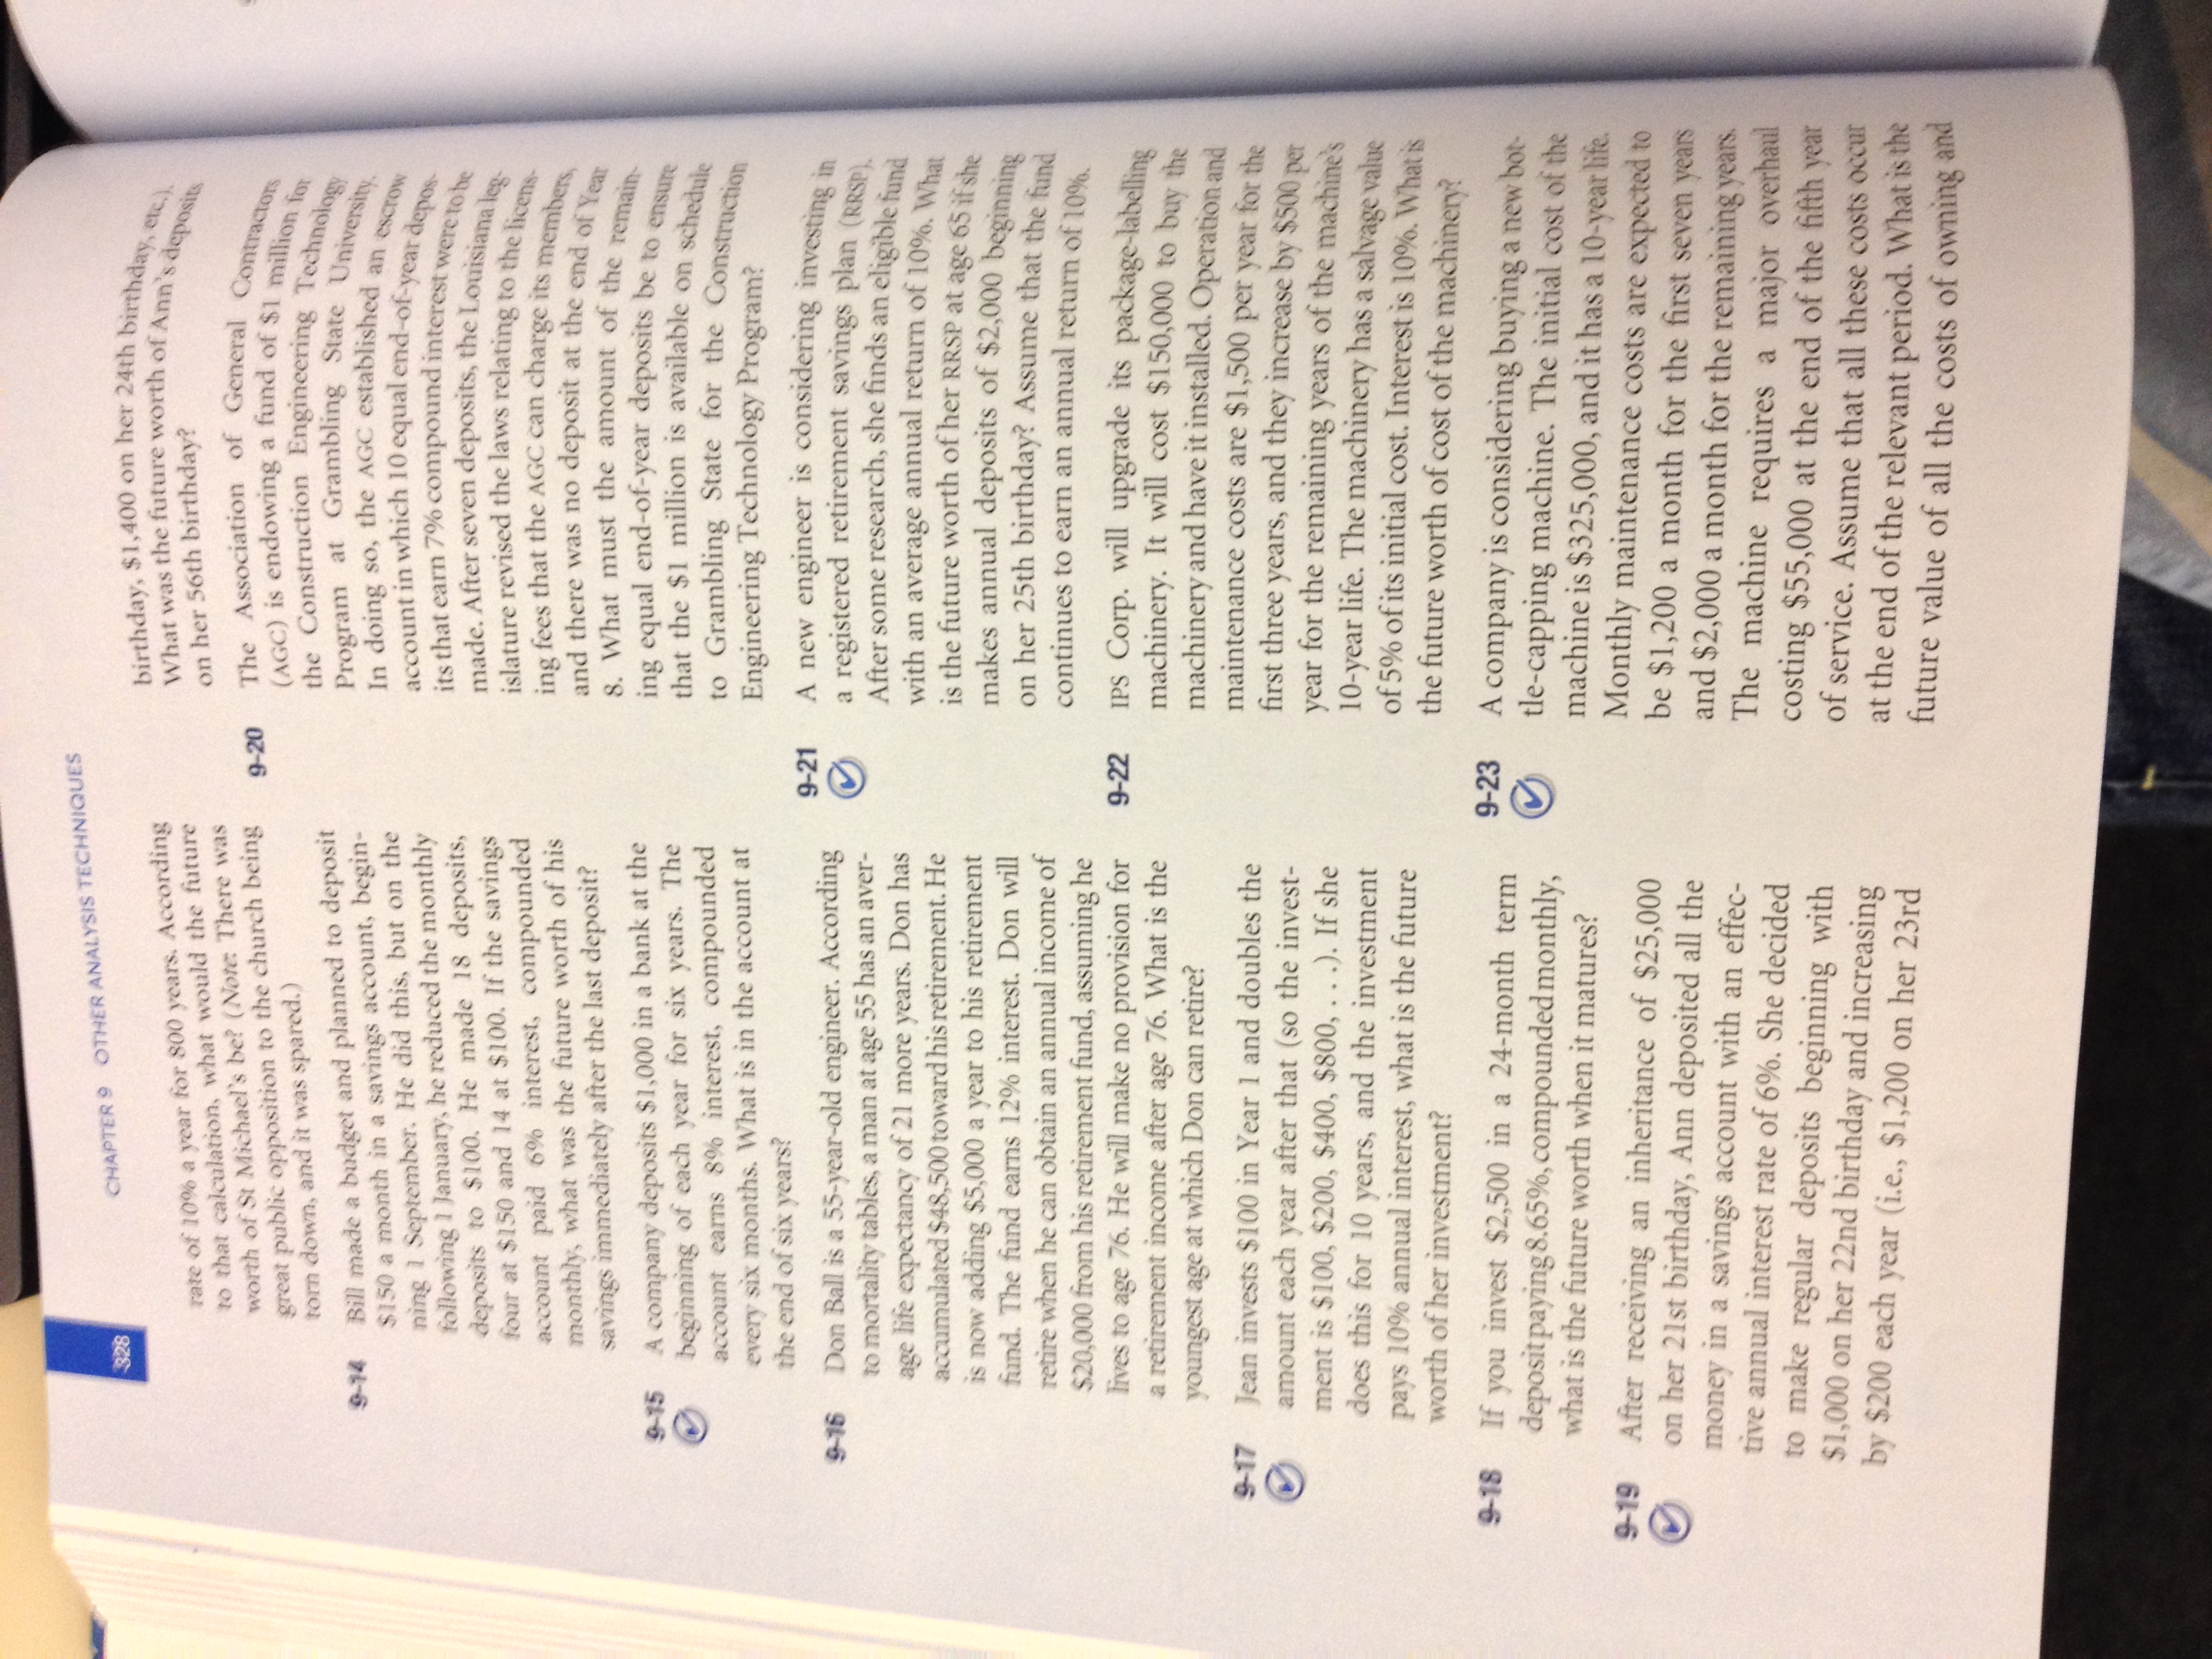 328
CHAPTER 9 OTHER ANALYSIS TECHNIQUES
rate of 10% a year for 800 years. According
to that calculation, what would the future
worth of St Michael's be? (Note: There was
great public opposition to the church being
torn down, and it was spared.)
9-14 Bill made a budget and planned to deposit
$150 a month in a savings account, begin-
ning 1 September. He did this, but on the
following 1 January, he reduced the monthly
deposits to $100. He made 18 deposits,
four at $150 and 14 at $100. If the savings
account paid 6% interest, compounded
monthly, what was the future worth of his
savings immediately after the last deposit?
9-15 A company deposits $1,000 in a bank at the
beginning of each year for six years. The
account earns 8% interest, compounded
every six months. What is in the account at
the end of six years?
9-16 Don Ball is a 55-year-old engineer. According
to mortality tables, a man at age 55 has an aver-
age life expectancy of 21 more years. Don has
accumulated $48,500 toward his retirement. He
is now adding $5,000 a year to his retirement
fund. The fund earns 12% interest. Don will
retire when he can obtain an annual income of
$20,000 from his retirement fund, assuming he
lives to age 76. He will make no provision for
a retirement income after age 76. What is the
youngest age at which Don can retire?
9-17 Jean invests $100 in Year 1 and doubles the
amount each year after that (so the invest-
ment is $100, $200, $400, $800, . . .). If she
does this for 10 years, and the investment
pays 10% annual interest, what is the future
worth of her investment?
9-18 If you invest $2,500 in a 24-month term
deposit paying 8.65%, compounded monthly,
what is the future worth when it matures?
9-19 After receiving an inheritance of $25,000
on her 21st birthday, Ann deposited all the
money in a savings account with an effec-
tive annual interest rate of 6%. She decided
to make regular deposits beginning with
$1,000 on her 22nd birthday and increasing
by $200 each year (i.e., $1,200 on her 23rd
birthday, $1,400 on her 24th birthday, etc.).
What was the future worth of Ann's deposits
on her 56th birthday?
9-20 The Association of General Contractors
(AGC) is endowing a fund of $1 million for
the Construction Engineering Technology
Program at Grambling State University.
In doing so, the AGC established an escrow
account in which 10 equal end-of-year depos-
its that earn 7% compound interest were to be
made. After seven deposits, the Louisiana leg-
islature revised the laws relating to the licens-
ing fees that the AGC can charge its members,
and there was no deposit at the end of Year
8. What must the amount of the remain-
ing equal end-of-year deposits be to ensure
that the $1 million is available on schedule
to Grambling State for the Construction
Engineering Technology Program?
9-21 A new engineer is considering investing in
a registered retirement savings plan (RRSP).
After some research, she finds an eligible fund
with an average annual return of 10%. What
is the future worth of her RRSP at age 65 if she
makes annual deposits of $2,000 beginning
on her 25th birthday? Assume that the fund
continues to earn an annual return of 10%.
9-22 IPS Corp. will upgrade its package-labelling
machinery. It will cost $150,000 to buy the
machinery and have it installed. Operation and
maintenance costs are $1,500 per year for the
first three years, and they increase by $500 per
year for the remaining years of the machine's
10-year life. The machinery has a salvage value
of 5% of its initial cost. Interest is 10%. What is
the future worth of cost of the machinery?
9-23 A company is considering buying a new bot-
tle-capping machine. The initial cost of the
machine is $325,000, and it has a 10-year life.
Monthly maintenance costs are expected to
be $1,200 a month for the first seven years
and $2,000 a month for the remaining years.
The machine requires a major overhaul
costing $55,000 at the end of the fifth year
of service. Assume that all these costs occur
at the end of the relevant period. What is the
future value of all the costs of owning and